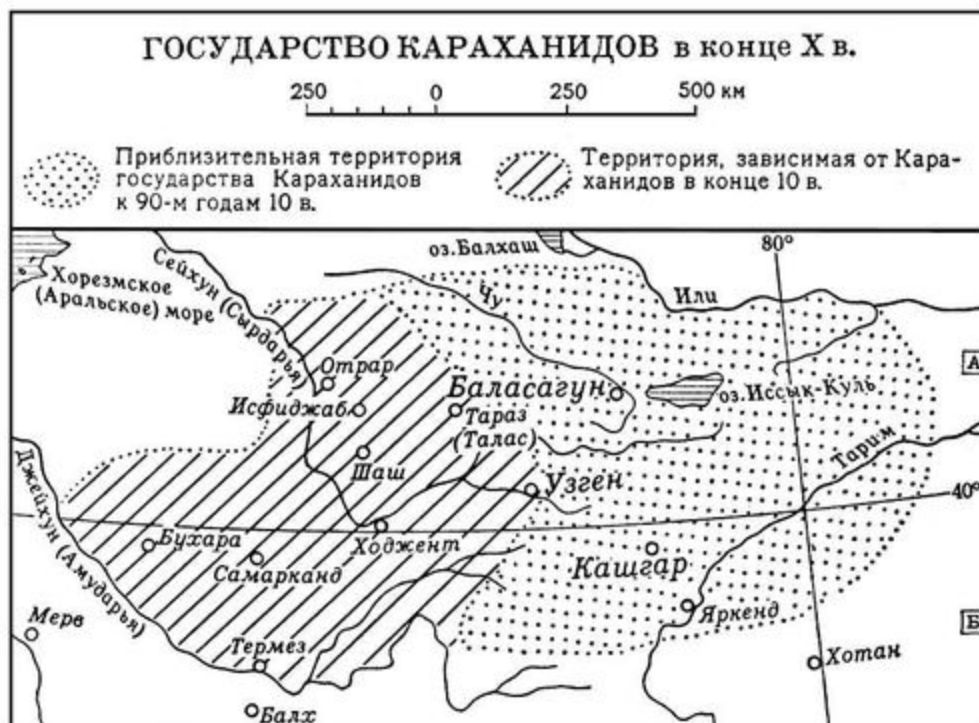 ГОСУДАРСТВО КАРАХАНИДОВ в конце X в.
250 0 250 500 км
Приблизительная территория
государства Караханидов
к 90-м годам 10 в.
Территория, зависимая от Кара-
ханидов в конце 10 в.
80°
оз.Балхаш
Хорезмское
(Аральское) море
Сейхун (Сырдарья)
Чу
Или
А
Отрар
Баласагун
оз.Иссык-Куль
Исфиджаб
Тараз
(Талас)
Тарим
Шаш
Узген
40°
Джейхун (Амударья)
Бухара
Ходжент
Самарканд
Кашгар
Мерв
Яркенд
Б
Термез
Хотан
Балх